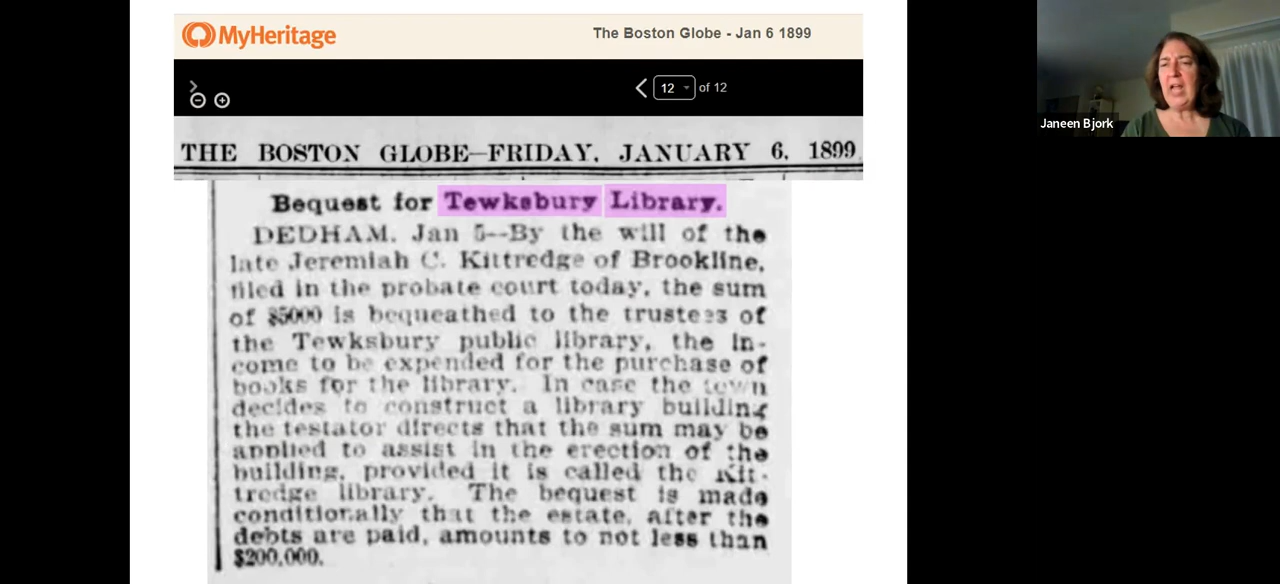 MyHeritage
The Boston Globe - Jan 6 1899
12 of 12
THE BOSTON GLOBE—FRIDAY, JANUARY 6, 1899
Bequest for Tewksbury Library.
DEDHAM, Jan 5--By the will of the
late Jeremiah C. Kittredge of Brookline,
filed in the probate court today, the sum
of $5000 is bequeathed to the trustees of
the Tewksbury public library, the in-
come to be expended for the purchase of
books for the library. In case the town
decides to construct a library building
the testator directs that the sum may be
applied to assist in the erection of the
building, provided it is called the Kit-
tredge library. The bequest is made
conditionally that the estate, after the
debts are paid, amounts to not less than
$200,000.
Janeen Bjork